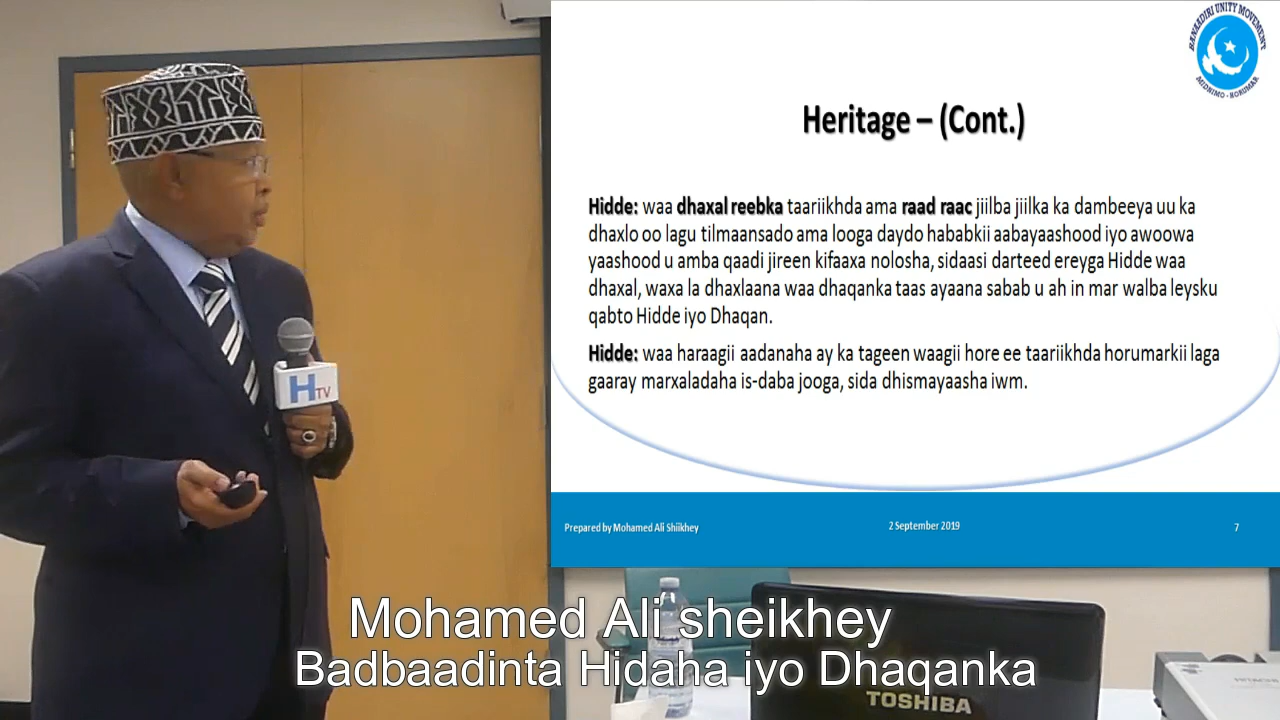 BANAADIRI UNITY MOVEMENT
MIDNIMO - HORUMAR
Heritage – (Cont.)
Hidde: waa dhaxal reebka taariikhda ama raad raac jiilba jiilka ka dambeeya uu ka
dhaxlo oo lagu tilmaansado ama looga daydo hababkii aabayaashood iyo awoowa
yaashood u amba qaadi jireen kifaaxa nolosha, sidaasi darteed ereyga Hidde waa
dhaxal, waxa la dhaxlaana waa dhaqanka taas ayaana sabab u ah in mar walba leysku
qabto Hidde iyo Dhaqan.
Hidde: waa haraagii aadanaha ay ka tageen waagii hore ee taariikhda horumarkii laga
gaaray marxaladaha is-daba jooga, sida dhismayaasha iwm.
Prepared by Mohamed Ali Shiikhey
2 September 2019
7
H TV
Mohamed Ali sheikhey
Badbaadinta Hidaha iyo Dhaqanka
TOSHIBA
HITACHI